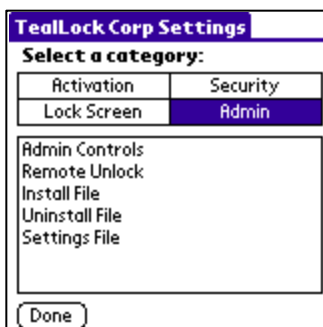 TealLock Corp Settings
Select a category:
Activation Security
Lock Screen Admin
Admin Controls
Remote Unlock
Install File
Uninstall File
Settings File
Done